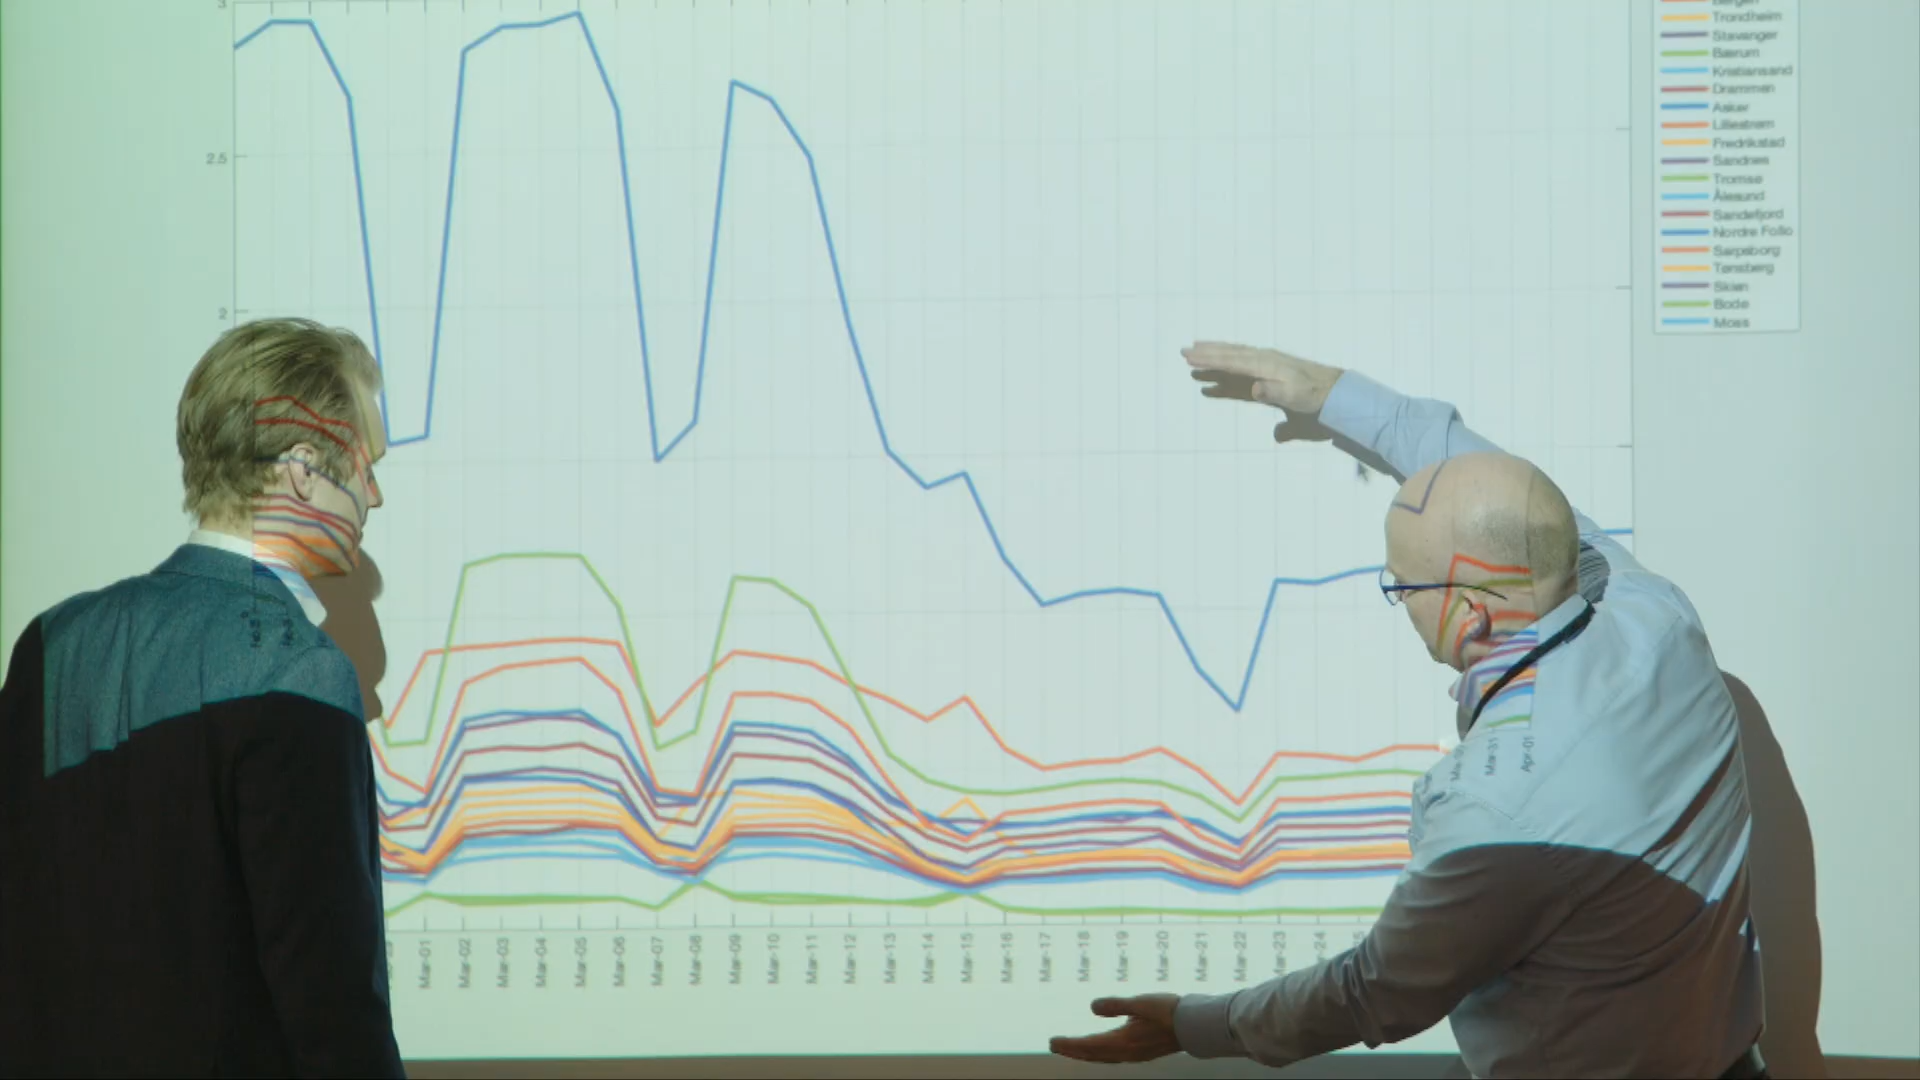 3
2.5
2
Bergen
Trondheim
Stavanger
Bærum
Kristiansand
Drammen
Asker
Lillestrøm
Fredrikstad
Sandnes
Tromsø
Ålesund
Sandefjord
Nordre Follo
Sarpsborg
Tønsberg
Skien
Bodø
Moss
Mar-01
Mar-02
Mar-03
Mar-04
Mar-05
Mar-06
Mar-07
Mar-08
Mar-09
Mar-10
Mar-11
Mar-12
Mar-13
Mar-14
Mar-15
Mar-16
Mar-17
Mar-18
Mar-19
Mar-20
Mar-21
Mar-22
Mar-23
Mar-24
Mar-31
Apr-01